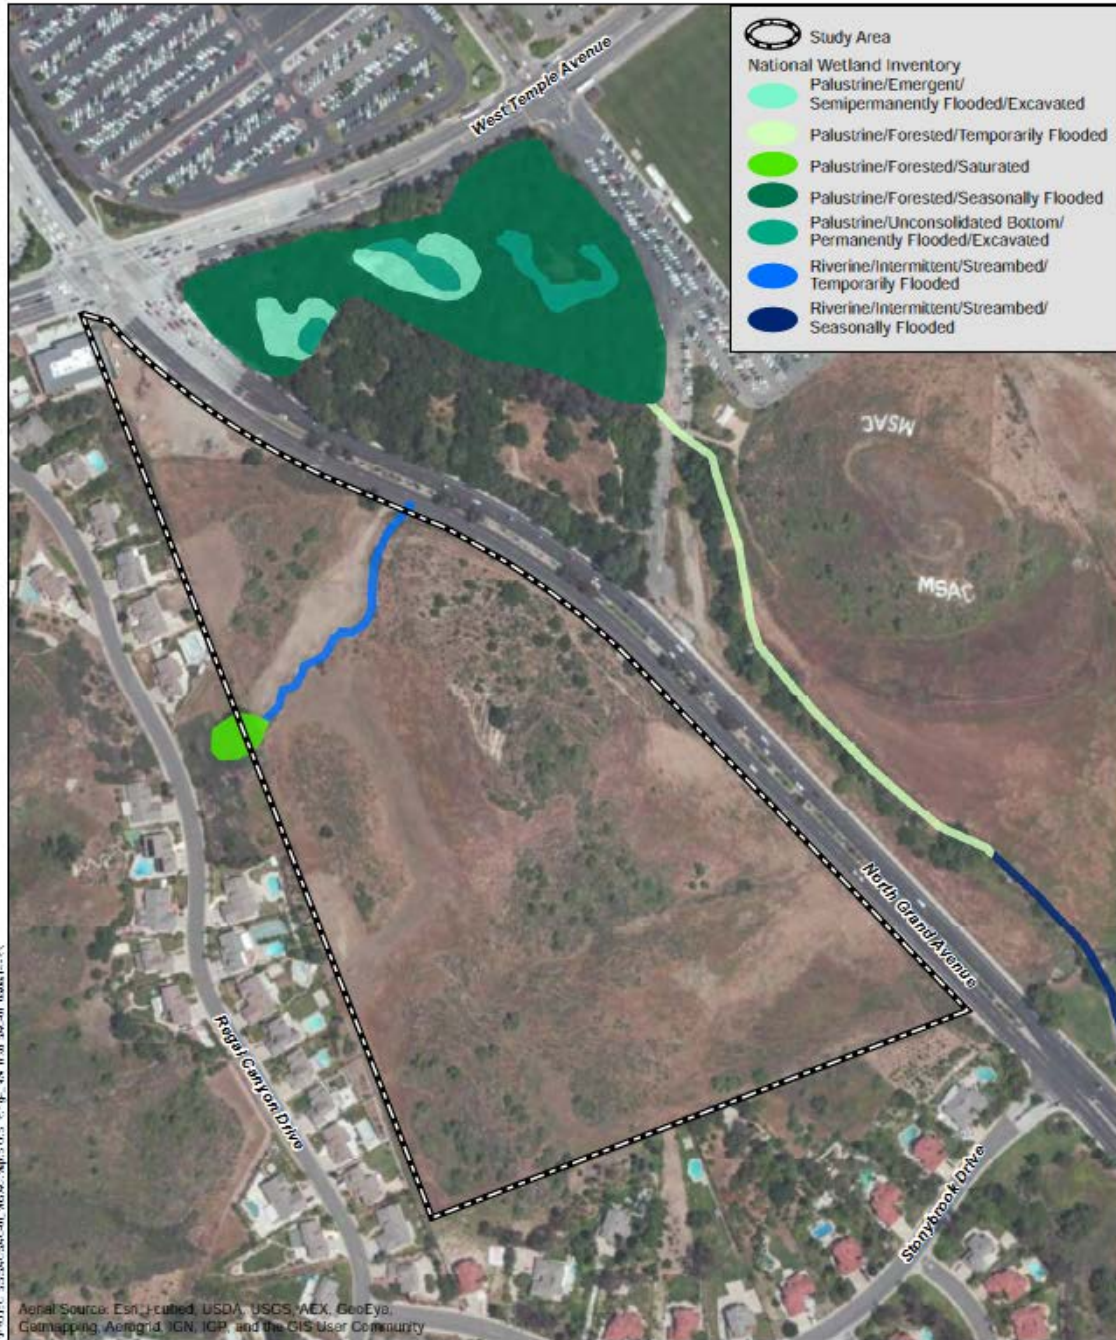 Study Area
National Wetland Inventory
Palustrine/Emergent/
Semipermanently Flooded/Excavated
Palustrine/Forested/Temporarily Flooded
Palustrine/Forested/Saturated
Palustrine/Forested/Seasonally Flooded
Palustrine/Unconsolidated Bottom/
Permanently Flooded/Excavated
Riverine/Intermittent/Streambed/
Temporarily Flooded
Riverine/Intermittent/Streambed/
Seasonally Flooded
West Temple Avenue
MSAC
MSAC
North Grand Avenue
Regal Canyon Drive
Stonybrook Drive
Aerial Source: Esri, i-cubed, USDA, USGS, AEX, GeoEye,
Getmapping, Aerogrid, IGN, IGP, and the GIS User Community